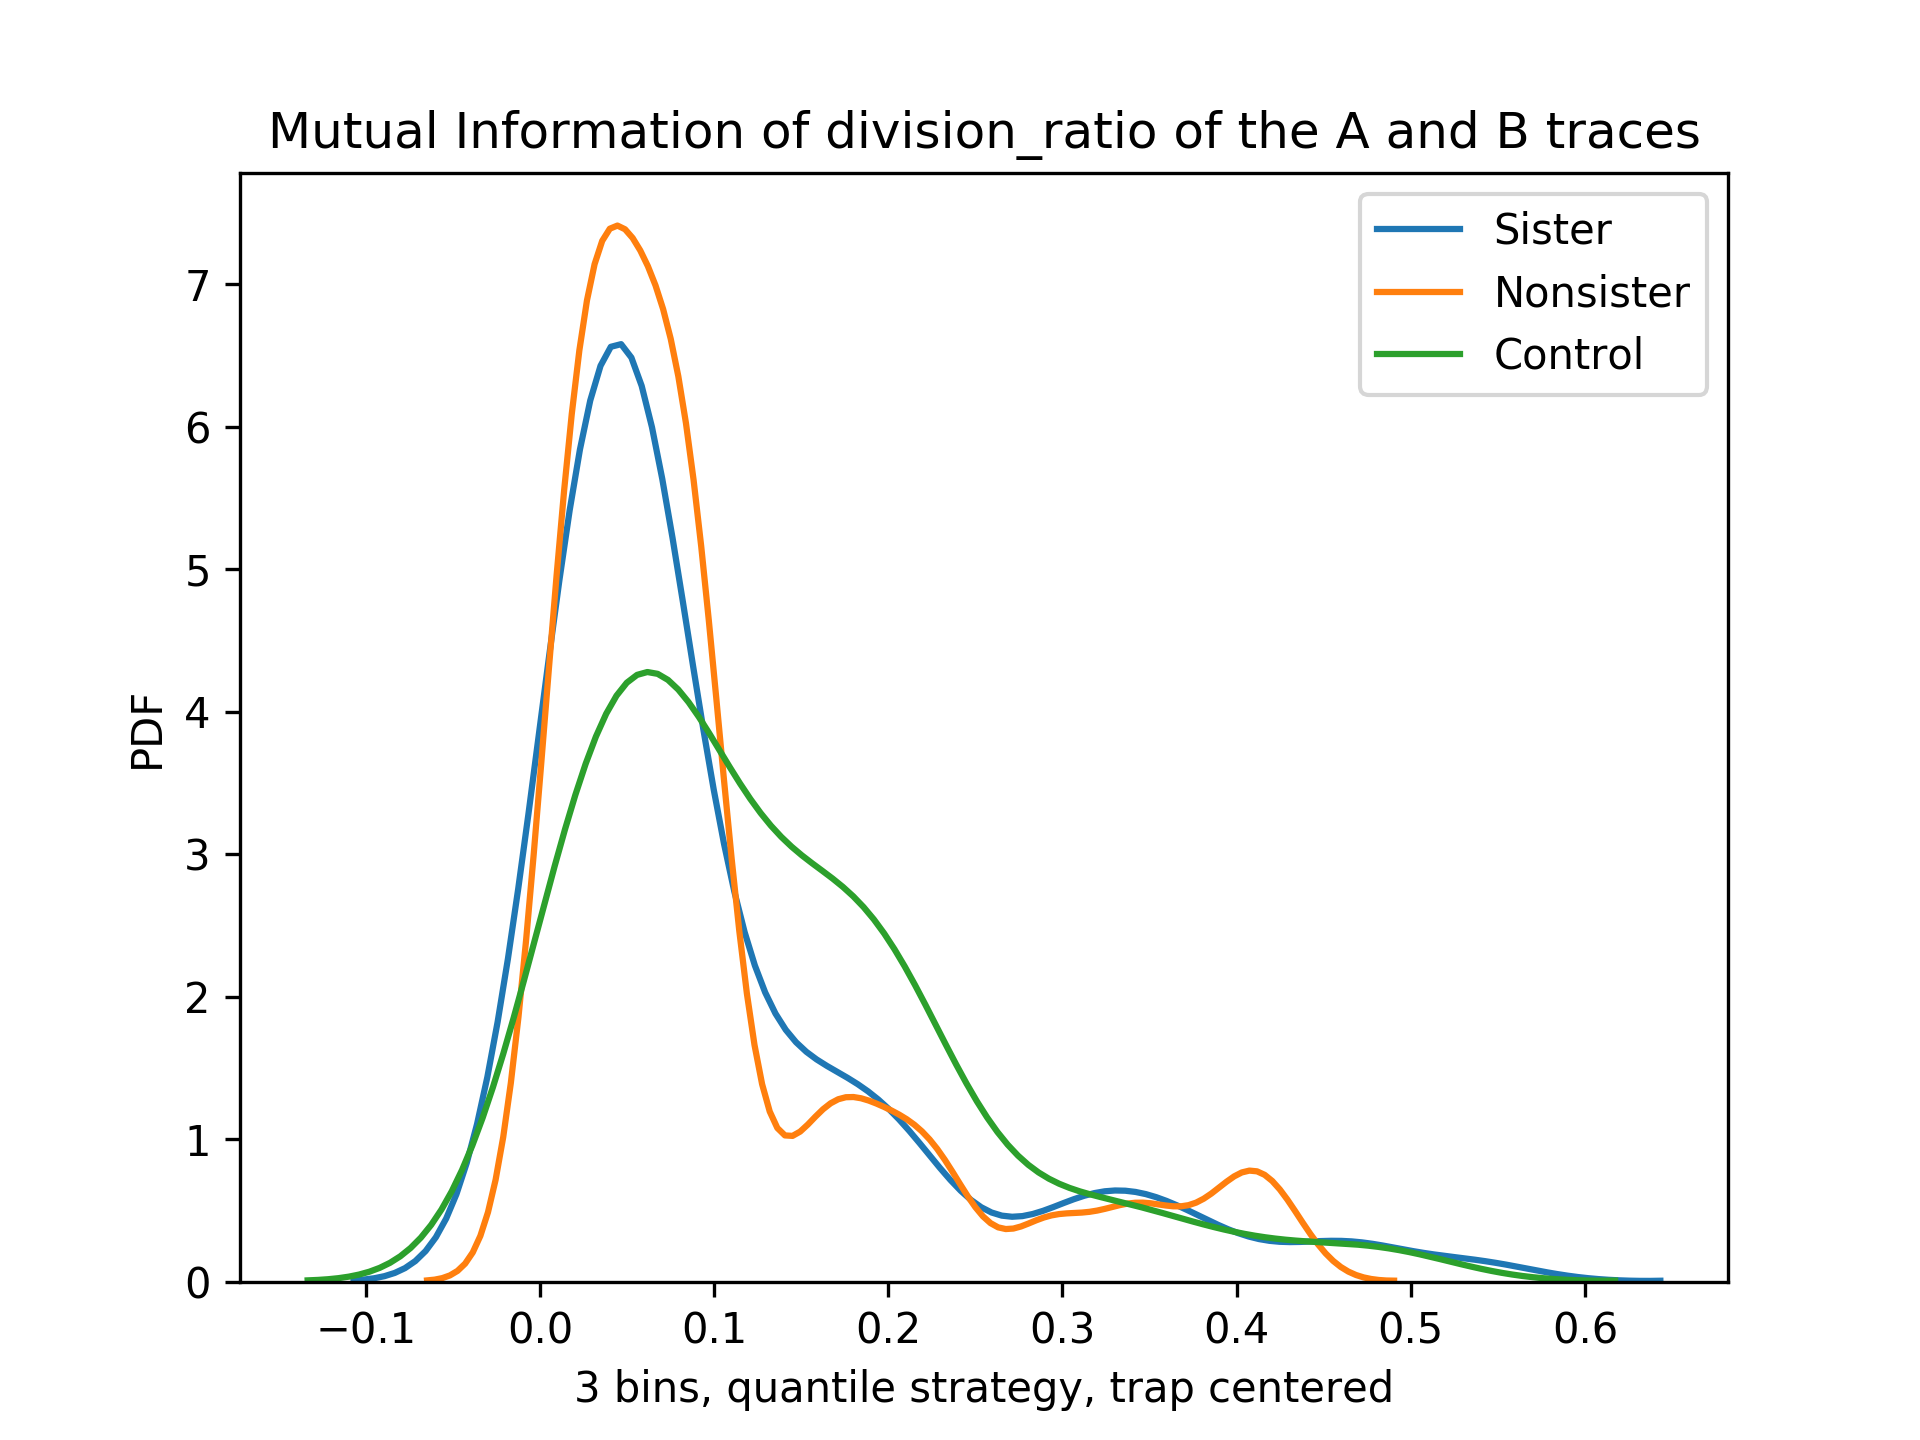 Mutual Information of division_ratio of the A and B traces
Sister
Nonsister
Control
PDF
7
6
5
4
3
2
1
0
−0.1 0.0 0.1 0.2 0.3 0.4 0.5 0.6
3 bins, quantile strategy, trap centered